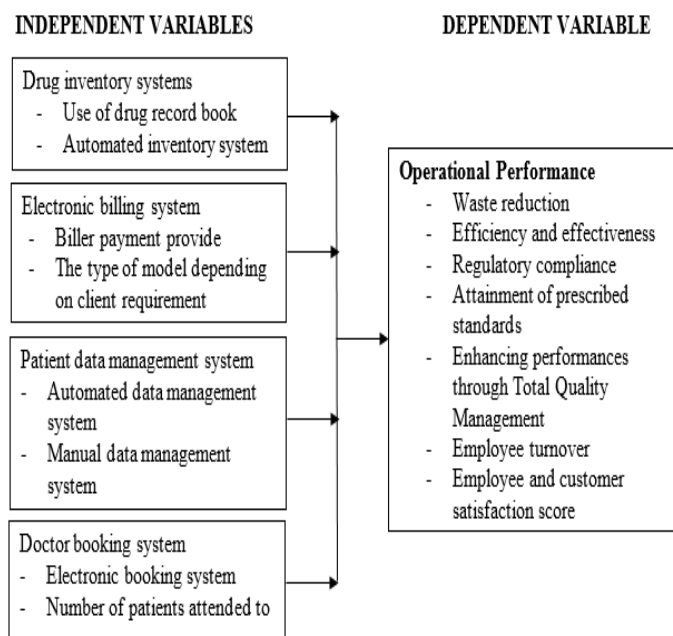 INDEPENDENT VARIABLES
Drug inventory systems
- Use of drug record book
- Automated inventory system
Electronic billing system
- Biller payment provide
- The type of model depending
on client requirement
Patient data management system
- Automated data management
system
- Manual data management
system
Doctor booking system
- Electronic booking system
- Number of patients attended to
DEPENDENT VARIABLE
Operational Performance
- Waste reduction
- Efficiency and effectiveness
- Regulatory compliance
- Attainment of prescribed
standards
- Enhancing performances
through Total Quality
Management
- Employee turnover
- Employee and customer
satisfaction score